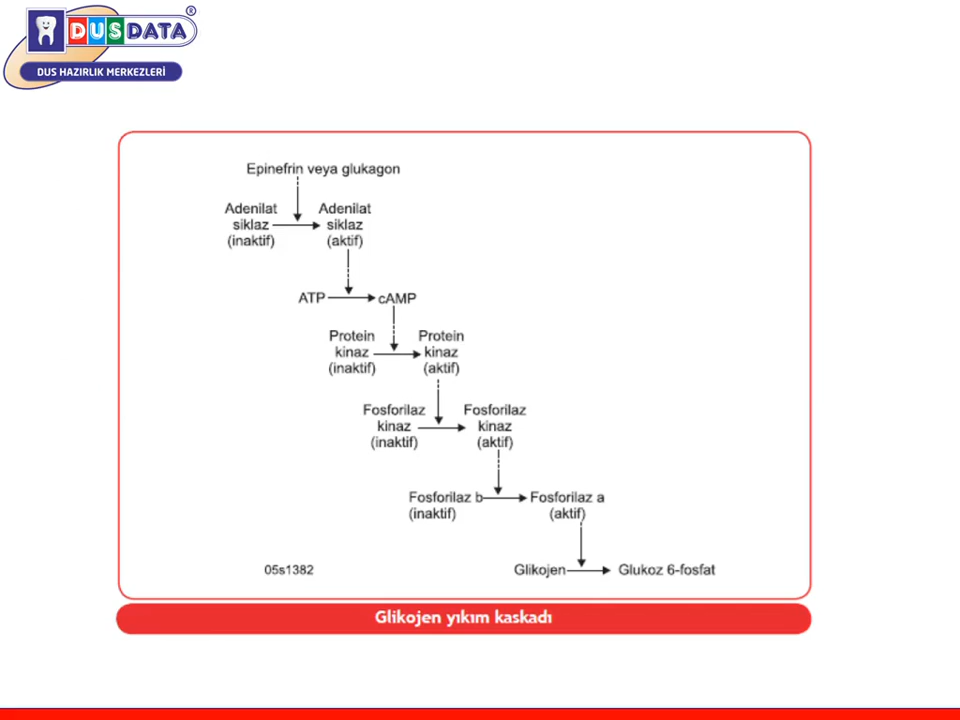 DUSDATA®
DUS HAZIRLIK MERKEZLERİ
Epinefrin veya glukagon
Adenilat siklaz (inaktif)
Adenilat siklaz (aktif)
ATP
cAMP
Protein kinaz (inaktif)
Protein kinaz (aktif)
Fosforilaz kinaz (inaktif)
Fosforilaz kinaz (aktif)
Fosforilaz b (inaktif)
Fosforilaz a (aktif)
05s1382
Glikojen
Glukoz 6-fosfat
Glikojen yıkım kaskadı